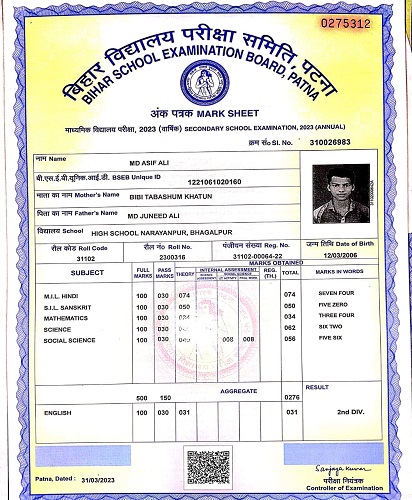 0275312
बिहार विद्यालय परीक्षा समिति, पटना
BIHAR SCHOOL EXAMINATION BOARD, PATNA
अंक पत्रक MARK SHEET
माध्यमिक विद्यालय परीक्षा, 2023 (वार्षिक) SECONDARY SCHOOL EXAMINATION, 2023 (ANNUAL)
क्रम सं० Sl. No. 310026983
नाम Name MD ASIF ALI
बी.एस.ई.बी.यूनिक.आई.डी. BSEB Unique ID 1221061020160
माता का नाम Mother's Name BIBI TABASHUM KHATUN
पिता का नाम Father's Name MD JUNEED ALI
विद्यालय School HIGH SCHOOL NARAYANPUR, BHAGALPUR
रौल कोड Roll Code रौल नं० Roll No. पंजीयन संख्या Reg. No. जन्म तिथि Date of Birth
31102 2300316 31102-00064-22 12/03/2006
MARKS OBTAINED
SUBJECT FULL MARKS PASS MARKS THEORY INTERNAL ASSESSMENT REG. (TH.) TOTAL MARKS IN WORDS
M.I.L. HINDI 100 030 074 074 SEVEN FOUR
S.I.L. SANSKRIT 100 030 050 050 FIVE ZERO
MATHEMATICS 100 030 034 034 THREE FOUR
SCIENCE 100 030 062 SIX TWO
SOCIAL SCIENCE 100 030 008 008 056 FIVE SIX
AGGREGATE RESULT
500 150 0276
ENGLISH 100 030 031 031 2nd DIV.
Patna, Dated : 31/03/2023
Sanjay Kumar
परीक्षा नियंत्रक
Controller of Examination